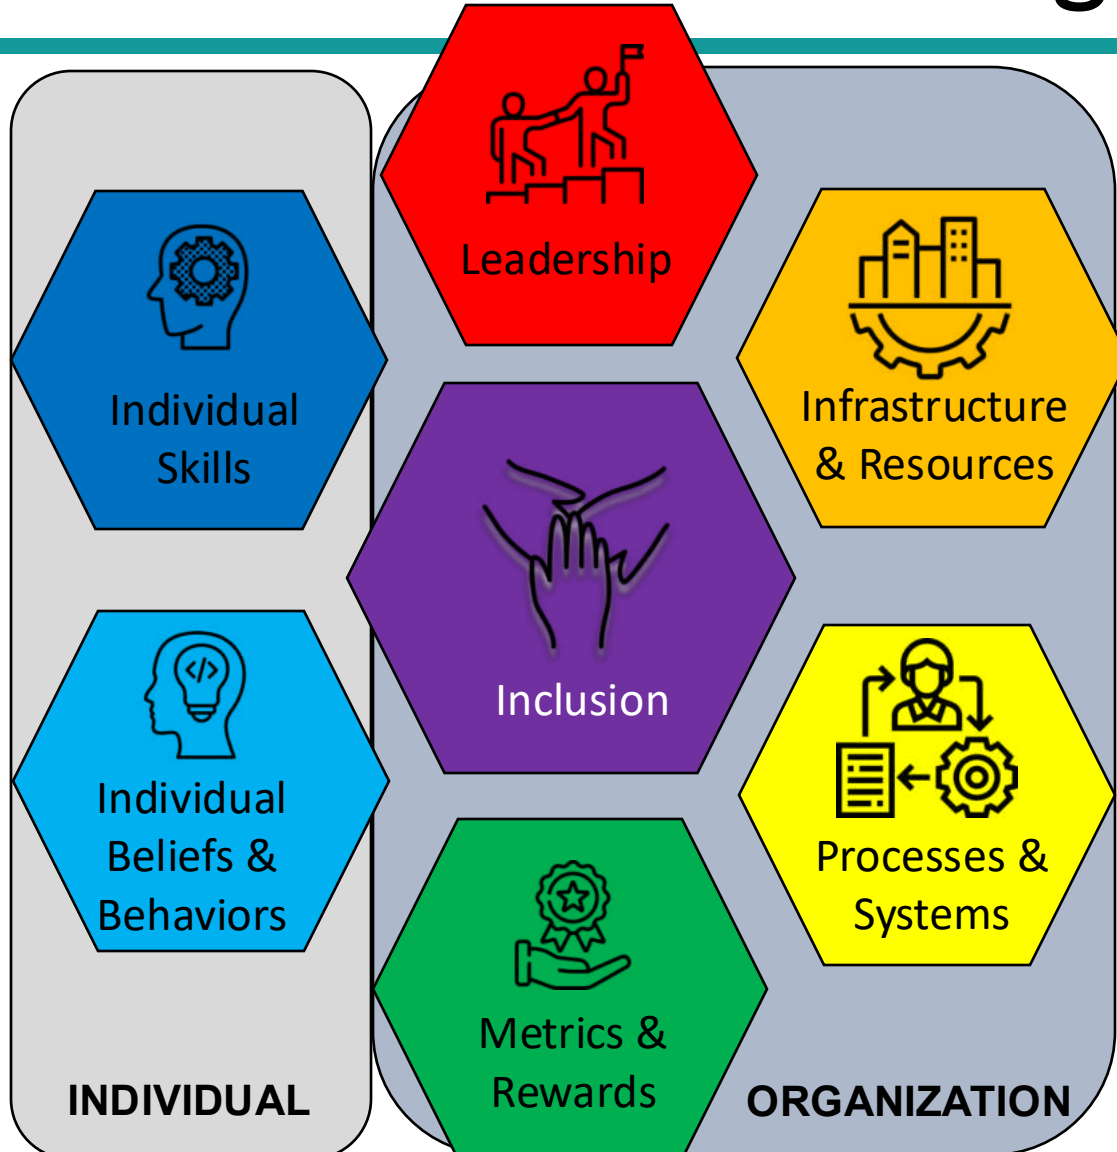 g
Leadership
Individual
Skills
Infrastructure
& Resources
Inclusion
Individual
Beliefs &
Behaviors
</>
Processes &
Systems
Metrics &
Rewards
INDIVIDUAL
ORGANIZATION